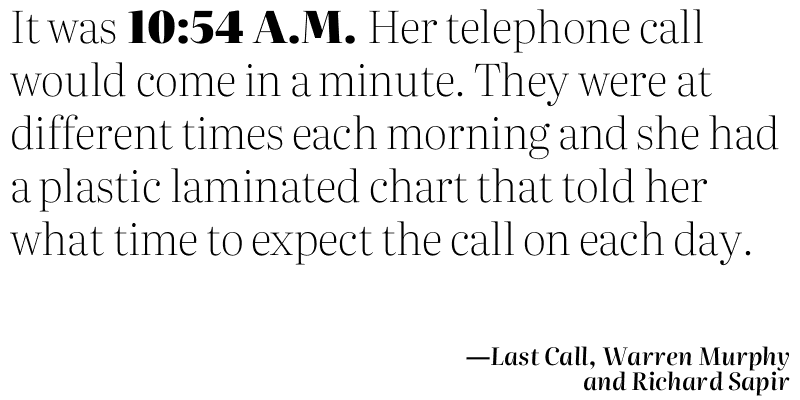 It was 10:54 A.M. Her telephone call
would come in a minute. They were at
different times each morning and she had
a plastic laminated chart that told her
what time to expect the call on each day.
—Last Call, Warren Murphy
and Richard Sapir